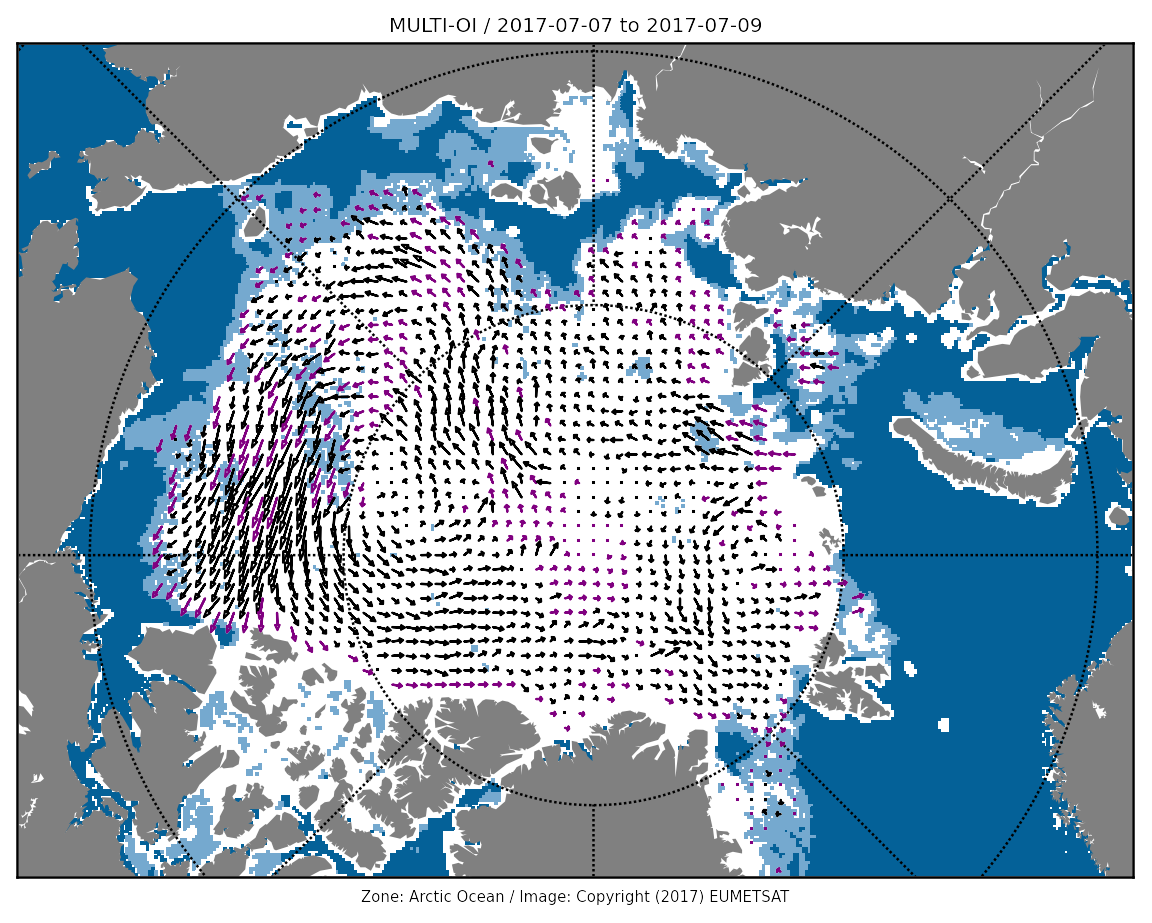 MULTI-OI / 2017-07-07 to 2017-07-09
Zone: Arctic Ocean / Image: Copyright (2017) EUMETSAT